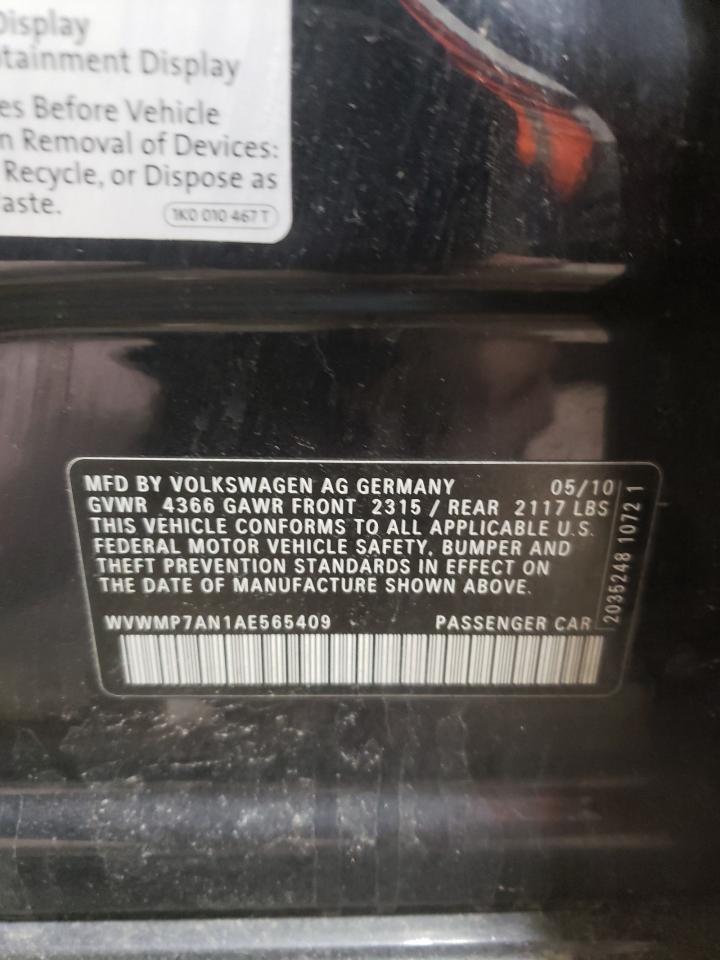 Display
tainment Display
es Before Vehicle
n Removal of Devices:
Recycle, or Dispose as
aste.
1K0 010 467 T
MFD BY VOLKSWAGEN AG GERMANY 05/10
GVWR 4366 GAWR FRONT 2315 / REAR 2117 LBS
THIS VEHICLE CONFORMS TO ALL APPLICABLE U.S.
FEDERAL MOTOR VEHICLE SAFETY, BUMPER AND
THEFT PREVENTION STANDARDS IN EFFECT ON
THE DATE OF MANUFACTURE SHOWN ABOVE.
WVWMP7AN1AE565409 PASSENGER CAR
2035248 1072 1